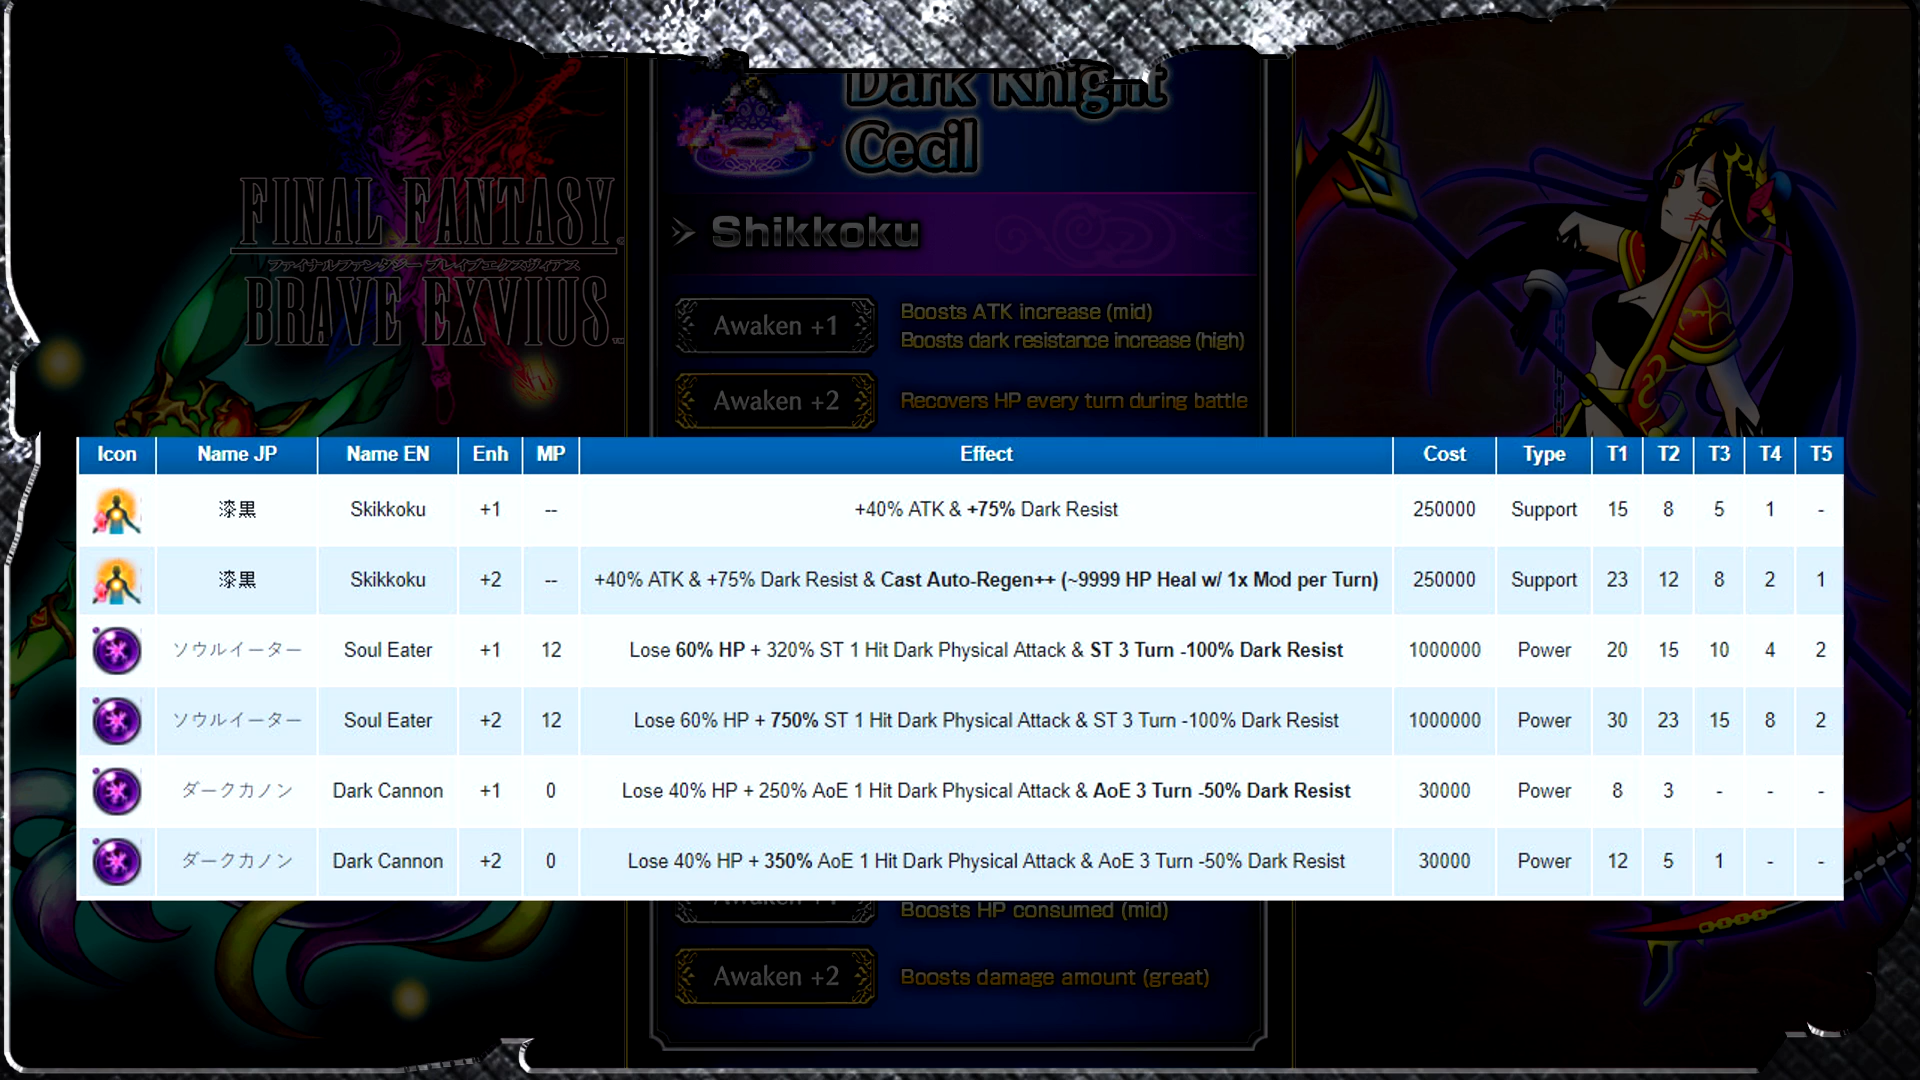 Dark Knight
Cecil
Shikkoku
FINAL FANTASY
ファイナルファンタジー ブレイブエクスヴィアス
BRAVE EXVIUS
Awaken +1
Boosts ATK increase (mid)
Boosts dark resistance increase (high)
Awaken +2
Recovers HP every turn during battle
Icon Name JP Name EN Enh MP Effect Cost Type T1 T2 T3 T4 T5
漆黒 Skikkoku +1 -- +40% ATK & +75% Dark Resist 250000 Support 15 8 5 1 -
漆黒 Skikkoku +2 -- +40% ATK & +75% Dark Resist & Cast Auto-Regen++ (~9999 HP Heal w/ 1x Mod per Turn) 250000 Support 23 12 8 2 1
ソウルイーター Soul Eater +1 12 Lose 60% HP + 320% ST 1 Hit Dark Physical Attack & ST 3 Turn -100% Dark Resist 1000000 Power 20 15 10 4 2
ソウルイーター Soul Eater +2 12 Lose 60% HP + 750% ST 1 Hit Dark Physical Attack & ST 3 Turn -100% Dark Resist 1000000 Power 30 23 15 8 2
ダークカノン Dark Cannon +1 0 Lose 40% HP + 250% AoE 1 Hit Dark Physical Attack & AoE 3 Turn -50% Dark Resist 30000 Power 8 3 - - -
ダークカノン Dark Cannon +2 0 Lose 40% HP + 350% AoE 1 Hit Dark Physical Attack & AoE 3 Turn -50% Dark Resist 30000 Power 12 5 1 - -
Awaken +1
Boosts HP consumed (mid)
Awaken +2
Boosts damage amount (great)